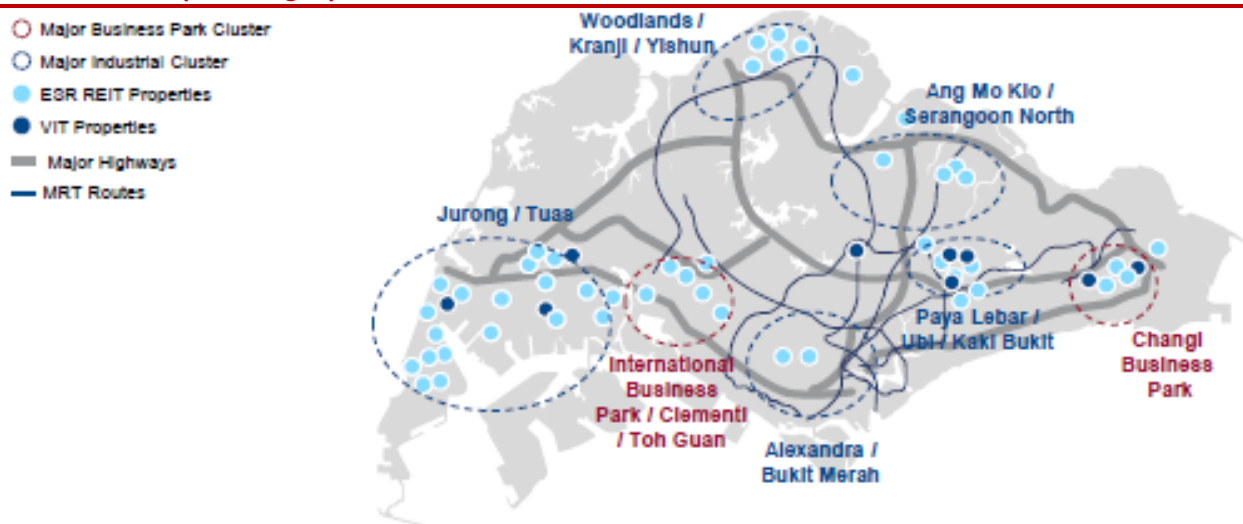 Major Business Park Cluster
Major Industrial Cluster
ESR REIT Properties
VIT Properties
Major Highways
MRT Routes
Woodlands /
Kranji / Yishun
Ang Mo Kio /
Serangoon North
Jurong / Tuas
Paya Lebar /
Ubi / Kaki Bukit
Changi
Business
Park
International
Business
Park / Clementi
/ Toh Guan
Alexandra /
Bukit Merah